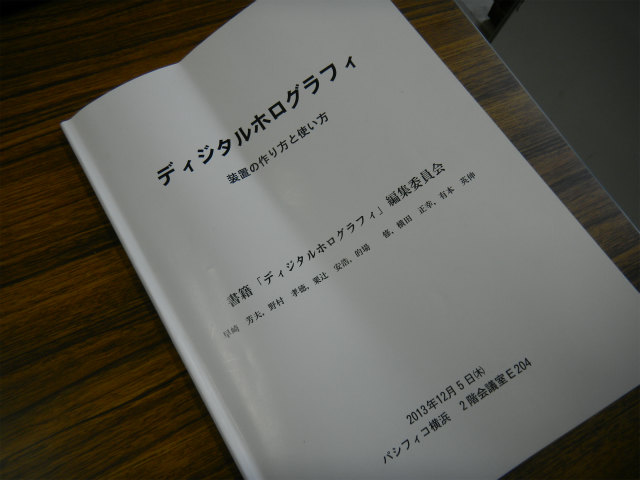 ディジタルホログラフィ
装置の作り方と使い方
書籍「ディジタルホログラフィ」編集委員会
早崎 芳夫、野村 孝徳、粟辻 安浩、的場 修、横田 正幸、有本 英伸
2013年12月5日㈭
パシフィコ横浜 2階会議室E204